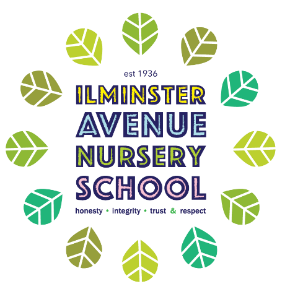 est 1936
ILMINSTER
AVENUE
NURSERY
SCHOOL
honesty • integrity • trust & respect